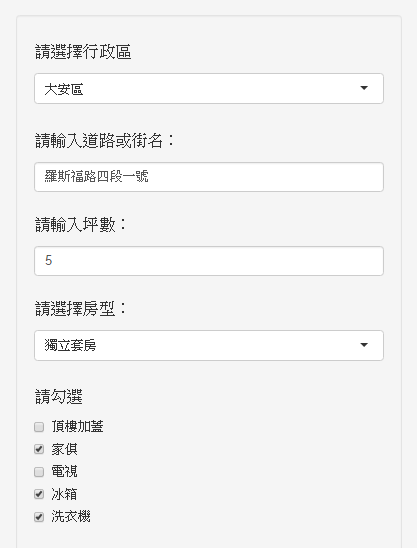 請選擇行政區
大安區
請輸入道路或街名：
羅斯福路四段一號
請輸入坪數：
5
請選擇房型：
獨立套房
請勾選
頂樓加蓋
家俱
電視
冰箱
洗衣機